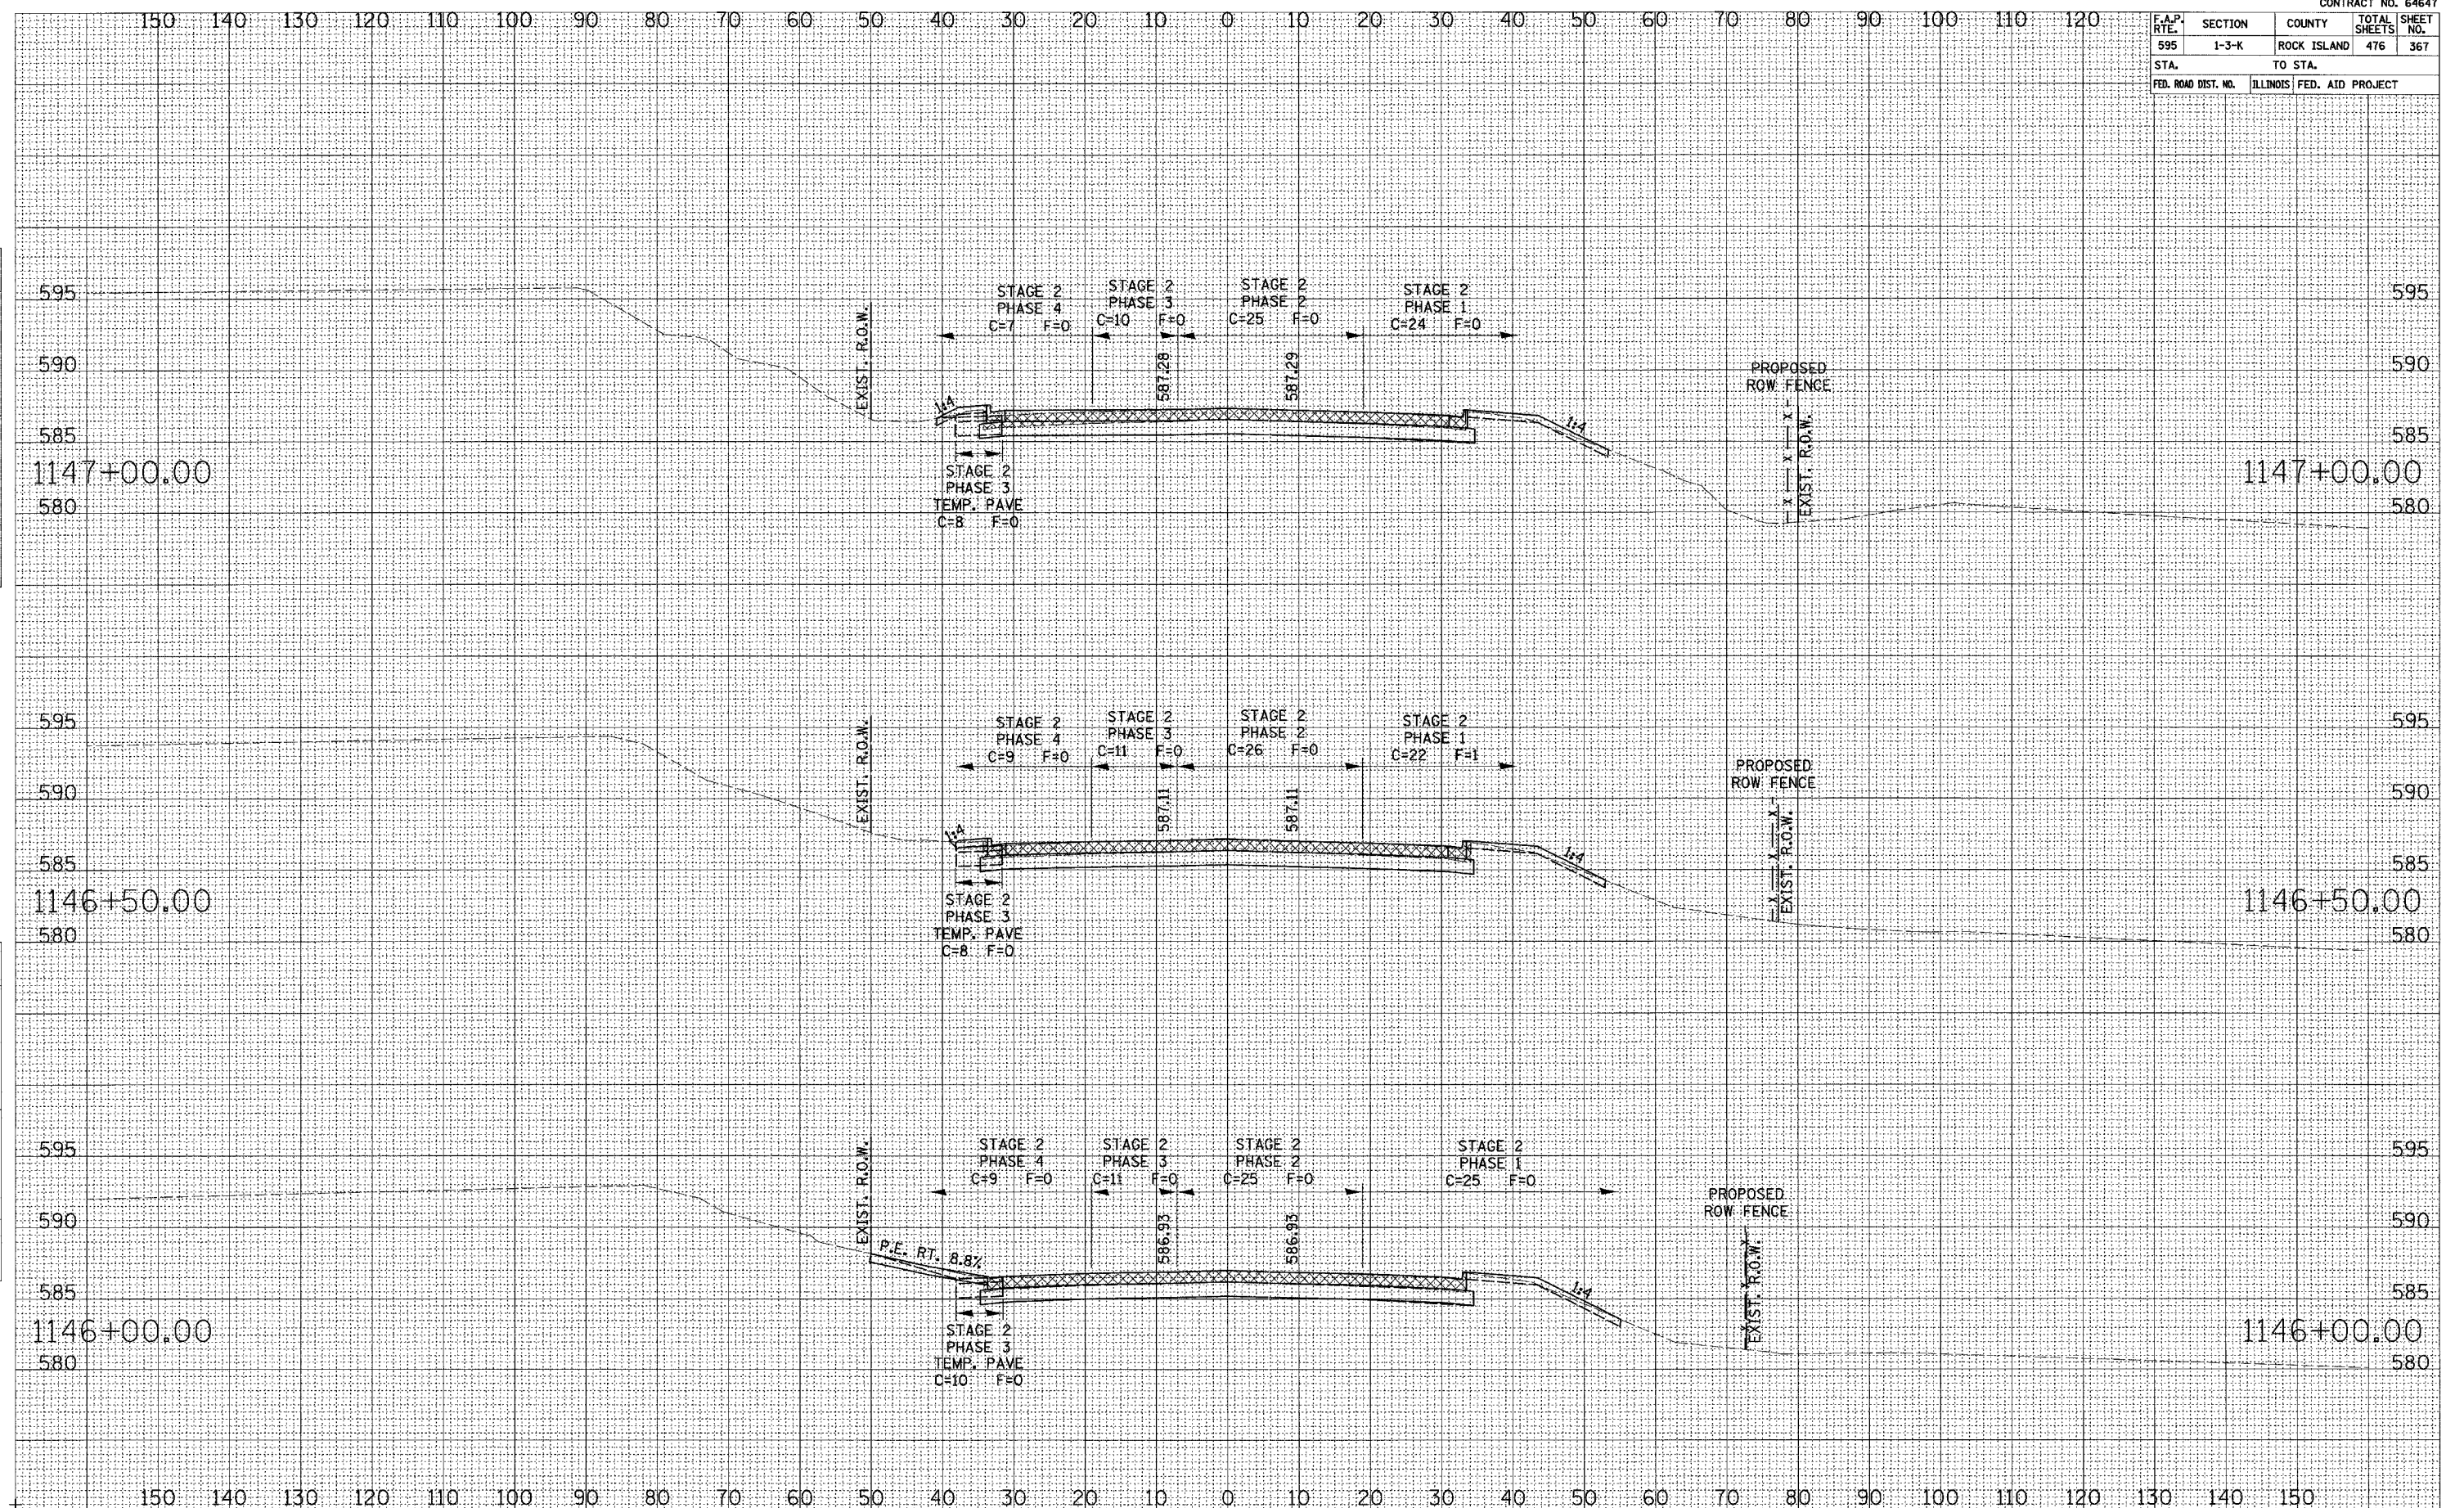 CONTRACT NO. 64647
F.A.P. RTE. SECTION COUNTY TOTAL SHEETS SHEET NO.
595 1-3-K ROCK ISLAND 476 367
STA. TO STA.
FED. ROAD DIST. NO. ILLINOIS FED. AID PROJECT
150 140 130 120 110 100 90 80 70 60 50 40 30 20 10 0 10 20 30 40 50 60 70 80 90 100 110 120
595 595
590 590
585 585
580 580
1147+00.00 1147+00.00
EXIST. R.O.W.
STAGE 2
PHASE 4
C=7 F=0
STAGE 2
PHASE 3
C=10 F=0
STAGE 2
PHASE 2
C=25 F=0
STAGE 2
PHASE 1
C=24 F=0
587.28
587.29
1:4
1:4
PROPOSED
ROW FENCE
EXIST. R.O.W.
STAGE 2
PHASE 3
TEMP. PAVE
C=8 F=0
595 595
590 590
585 585
580 580
1146+50.00 1146+50.00
EXIST. R.O.W.
STAGE 2
PHASE 4
C=9 F=0
STAGE 2
PHASE 3
C=11 F=0
STAGE 2
PHASE 2
C=26 F=0
STAGE 2
PHASE 1
C=22 F=1
587.11
587.11
1:4
1:4
PROPOSED
ROW FENCE
EXIST. R.O.W.
STAGE 2
PHASE 3
TEMP. PAVE
C=8 F=0
595 595
590 590
585 585
580 580
1146+00.00 1146+00.00
EXIST. R.O.W.
STAGE 2
PHASE 4
C=9 F=0
STAGE 2
PHASE 3
C=11 F=0
STAGE 2
PHASE 2
C=25 F=0
STAGE 2
PHASE 1
C=25 F=0
586.93
586.93
P.E. RT. 8.8%
1:4
PROPOSED
ROW FENCE
EXIST. R.O.W.
STAGE 2
PHASE 3
TEMP. PAVE
C=10 F=0
150 140 130 120 110 100 90 80 70 60 50 40 30 20 10 0 10 20 30 40 50 60 70 80 90 100 110 120 130 140 150